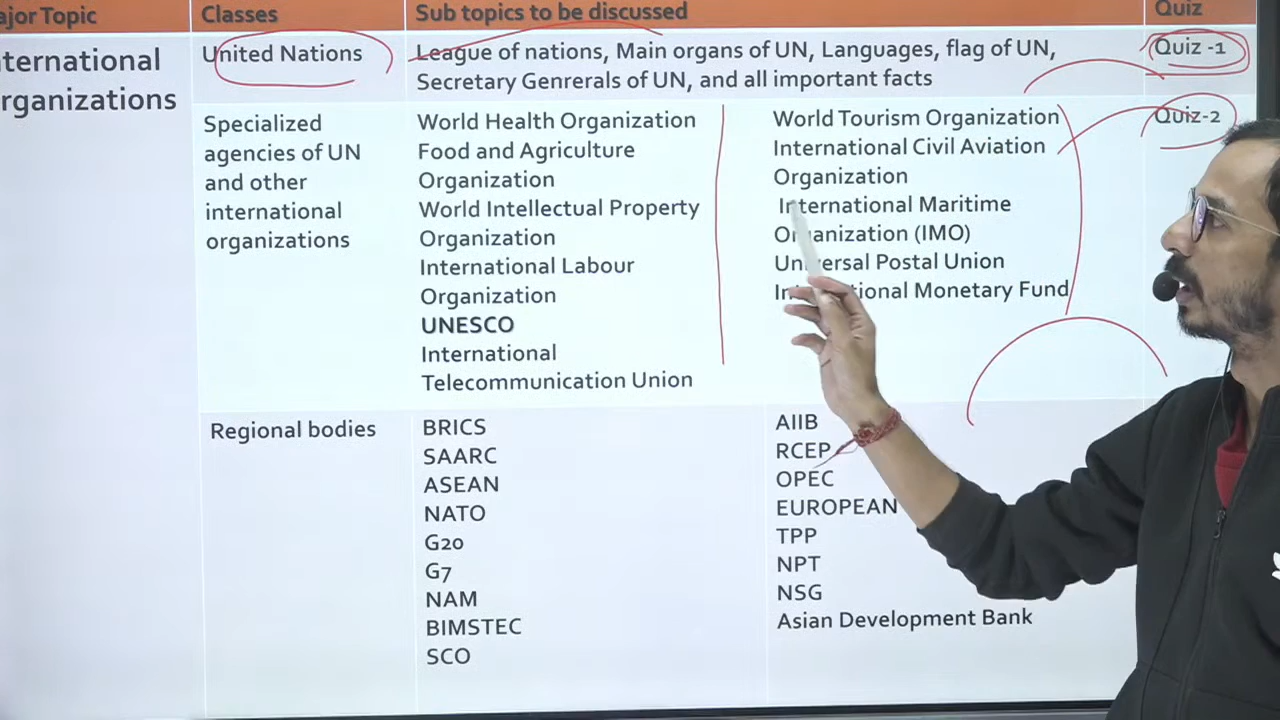 ajor Topic
Classes
Sub topics to be discussed
Quiz
nternational
rganizations
United Nations
League of nations, Main organs of UN, Languages, flag of UN,
Secretary Genrerals of UN, and all important facts
Quiz -1
Specialized
agencies of UN
and other
international
organizations
World Health Organization
Food and Agriculture
Organization
World Intellectual Property
Organization
International Labour
Organization
UNESCO
International
Telecommunication Union
World Tourism Organization
International Civil Aviation
Organization
International Maritime
Organization (IMO)
Universal Postal Union
International Monetary Fund
Quiz-2
Regional bodies
BRICS
SAARC
ASEAN
NATO
G20
G7
NAM
BIMSTEC
SCO
AIIB
RCEP
OPEC
EUROPEAN
TPP
NPT
NSG
Asian Development Bank